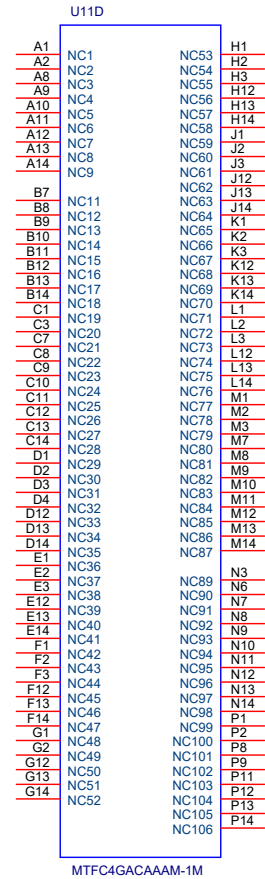 U11D
A1 NC1
A2 NC2
A8 NC3
A9 NC4
A10 NC5
A11 NC6
A12 NC7
A13 NC8
A14 NC9
B7 NC11
B8 NC12
B9 NC13
B10 NC14
B11 NC15
B12 NC16
B13 NC17
B14 NC18
C1 NC19
C3 NC20
C7 NC21
C8 NC22
C9 NC23
C10 NC24
C11 NC25
C12 NC26
C13 NC27
C14 NC28
D1 NC29
D2 NC30
D3 NC31
D4 NC32
D12 NC33
D13 NC34
D14 NC35
E1 NC36
E2 NC37
E3 NC38
E12 NC39
E13 NC40
E14 NC41
F1 NC42
F2 NC43
F3 NC44
F12 NC45
F13 NC46
F14 NC47
G1 NC48
G2 NC49
G12 NC50
G13 NC51
G14 NC52
NC53 H1
NC54 H2
NC55 H3
NC56 H12
NC57 H13
NC58 H14
NC59 J1
NC60 J2
NC61 J3
NC62 J12
NC63 J13
NC64 J14
NC65 K1
NC66 K2
NC67 K3
NC68 K12
NC69 K13
NC70 K14
NC71 L1
NC72 L2
NC73 L3
NC74 L12
NC75 L13
NC76 L14
NC77 M1
NC78 M2
NC79 M3
NC80 M7
NC81 M8
NC82 M9
NC83 M10
NC84 M11
NC85 M12
NC86 M13
NC87 M14
NC89 N3
NC90 N6
NC91 N7
NC92 N8
NC93 N9
NC94 N10
NC95 N11
NC96 N12
NC97 N13
NC98 N14
NC99 P1
NC100 P2
NC101 P8
NC102 P9
NC103 P11
NC104 P12
NC105 P13
NC106 P14
MTFC4GACAAAM-1M